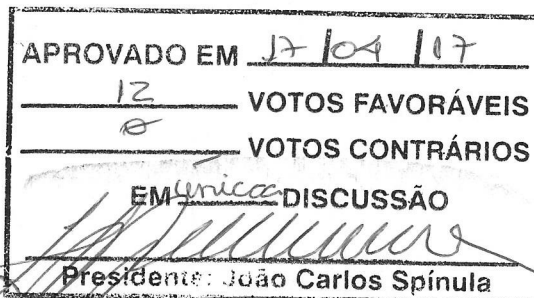 APROVADO EM 17/04/17
12 VOTOS FAVORÁVEIS
0 VOTOS CONTRÁRIOS
EM única DISCUSSÃO
Presidente: João Carlos Spínula